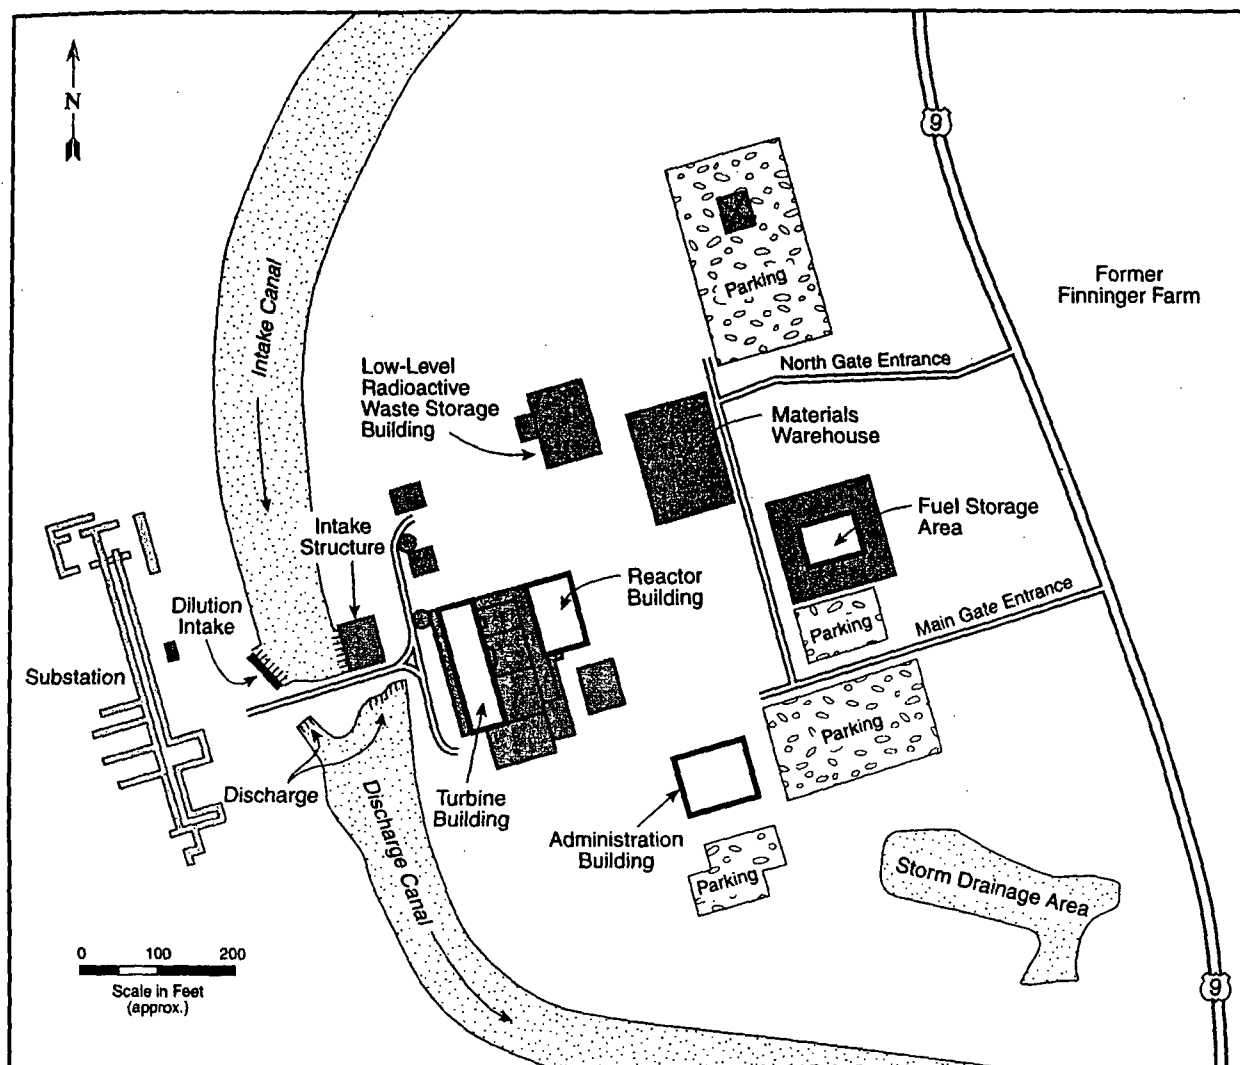 N
9
Former
Finninger Farm
Parking
Intake Canal
North Gate Entrance
Low-Level
Radioactive
Waste Storage
Building
Materials
Warehouse
Fuel Storage
Area
Intake
Structure
Reactor
Building
Dilution
Intake
Parking
Main Gate Entrance
Substation
Parking
Discharge
Turbine
Building
Discharge Canal
Administration
Building
Parking
Storm Drainage Area
0 100 200
Scale in Feet
(approx.)
9